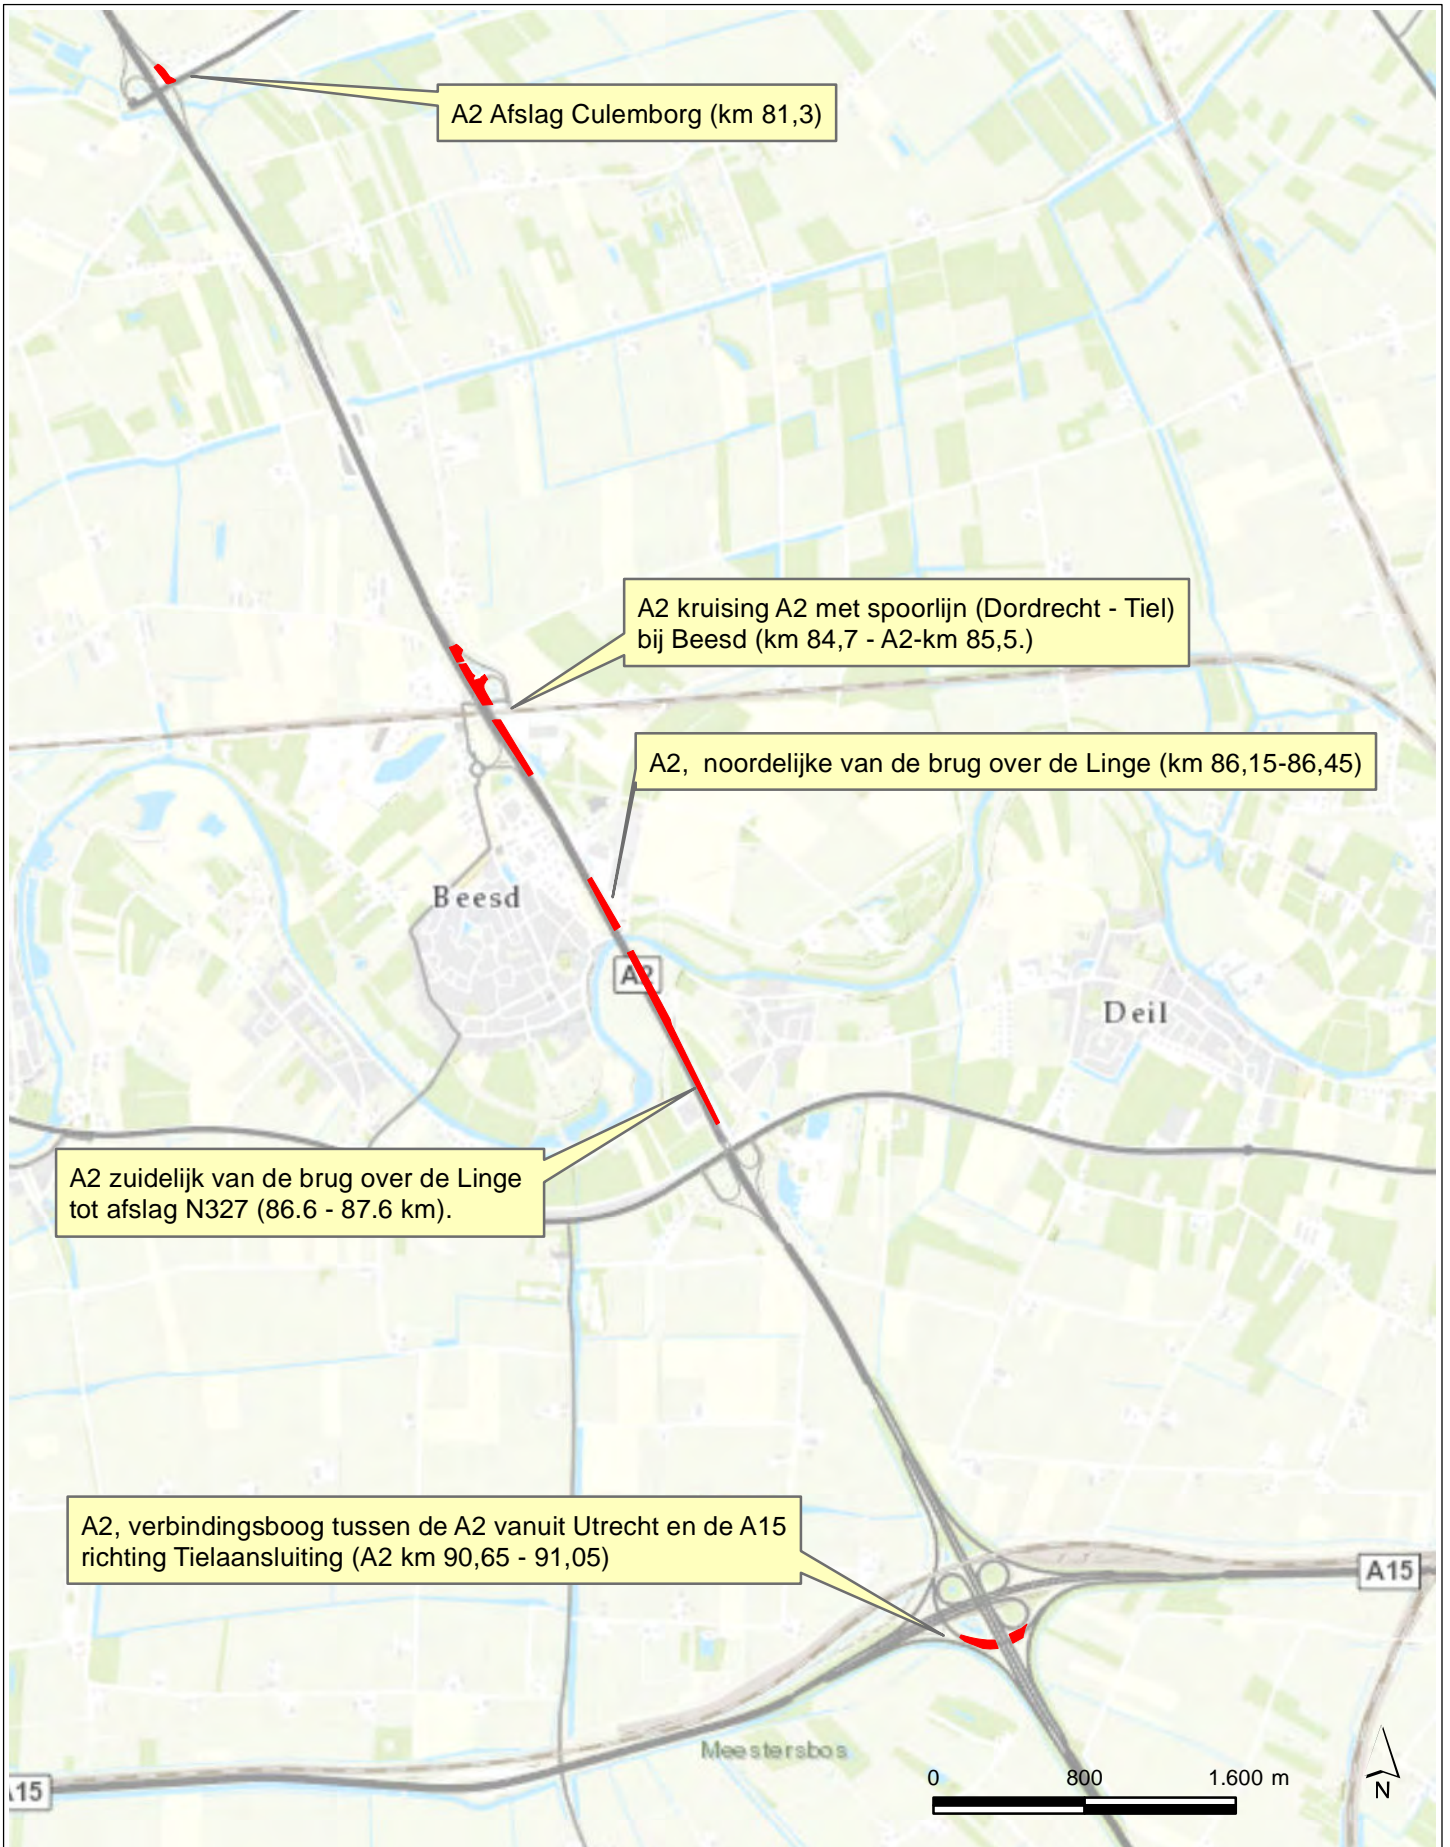 A2 Afslag Culemborg (km 81,3)
A2 kruising A2 met spoorlijn (Dordrecht - Tiel)
bij Beesd (km 84,7 - A2-km 85,5.)
A2,  noordelijke van de brug over de Linge (km 86,15-86,45)
Beesd
A2
Deil
A2 zuidelijk van de brug over de Linge
tot afslag N327 (86.6 - 87.6 km).
A2, verbindingsboog tussen de A2 vanuit Utrecht en de A15
richting Tielaansluiting (A2 km 90,65 - 91,05)
A15
Meestersbos
0 800 1.600 m
N
15